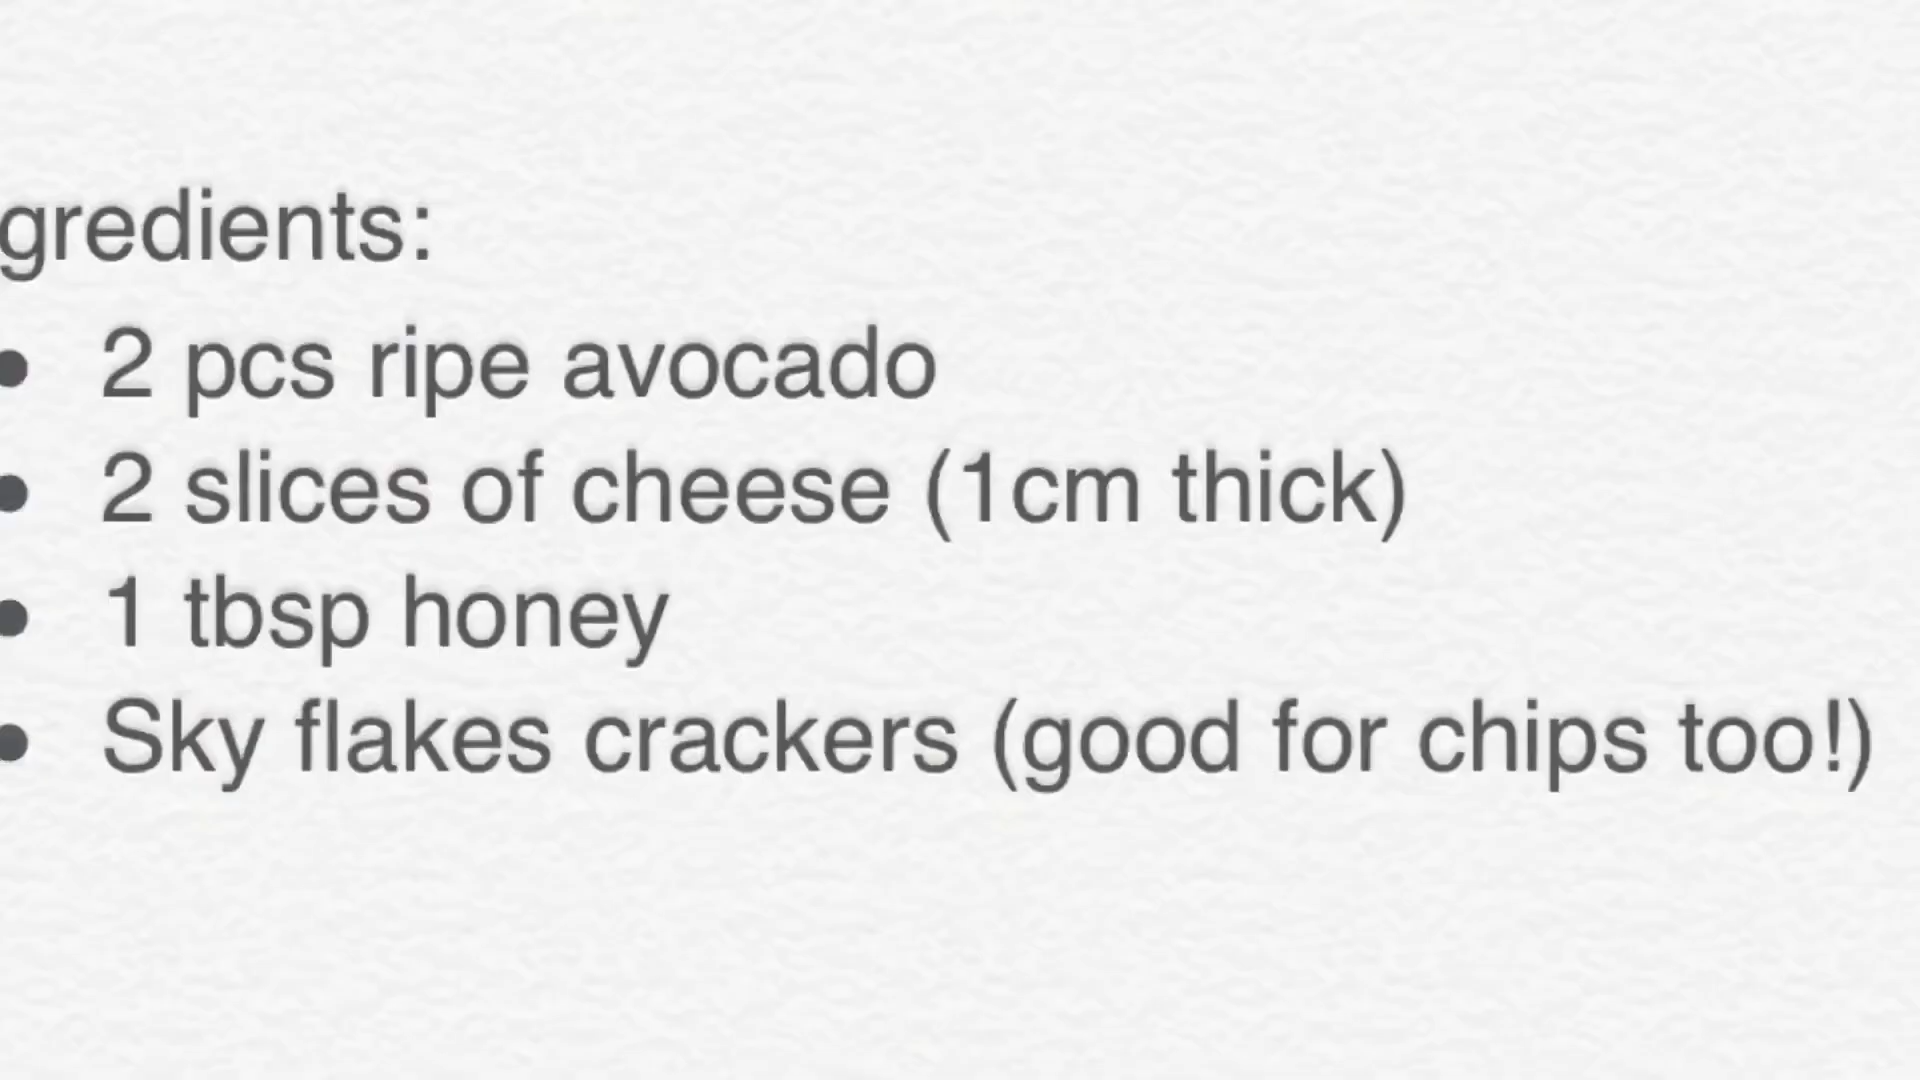 gredients:
• 2 pcs ripe avocado
• 2 slices of cheese (1cm thick)
• 1 tbsp honey
• Sky flakes crackers (good for chips too!)